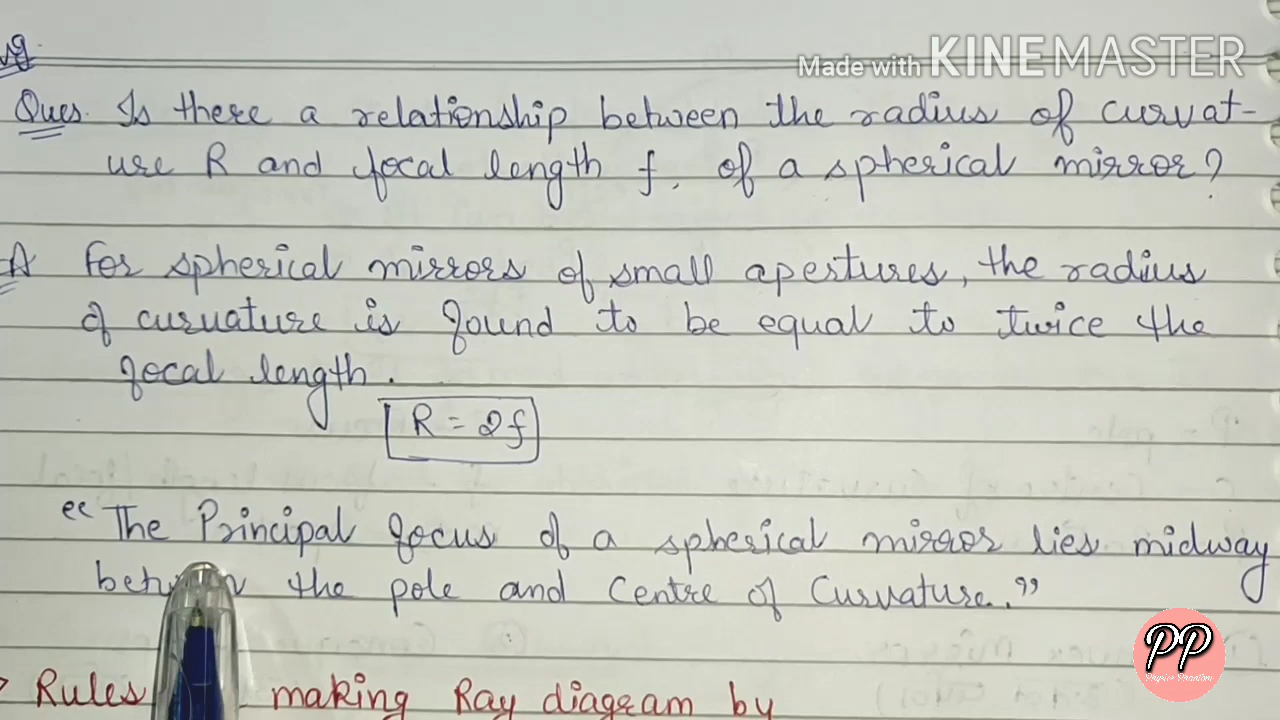 Made with KINEMASTER
Ques. Is there a relationship between the radius of curvat-
ure R and focal length f, of a spherical mirror?
A For spherical mirrors of small apertures, the radius
of curvature is found to be equal to twice the
focal length.
R = 2f
"The Principal focus of a spherical mirror lies midway
the pole and Centre of Curvature."
Rules making Ray diagram by
PP